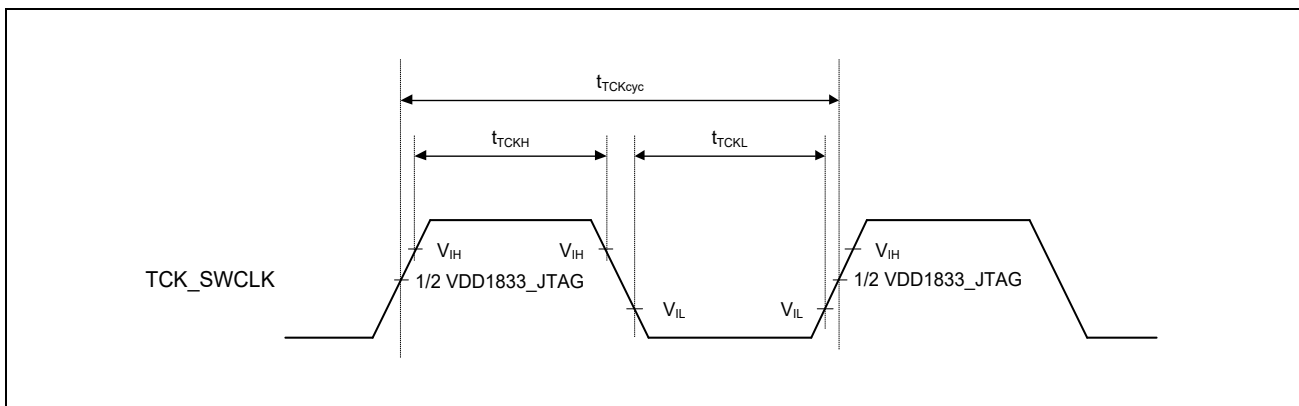 tTCKcyc
tTCKH
tTCKL
VIH
VIH
VIH
TCK_SWCLK
1/2 VDD1833_JTAG
1/2 VDD1833_JTAG
VIL
VIL